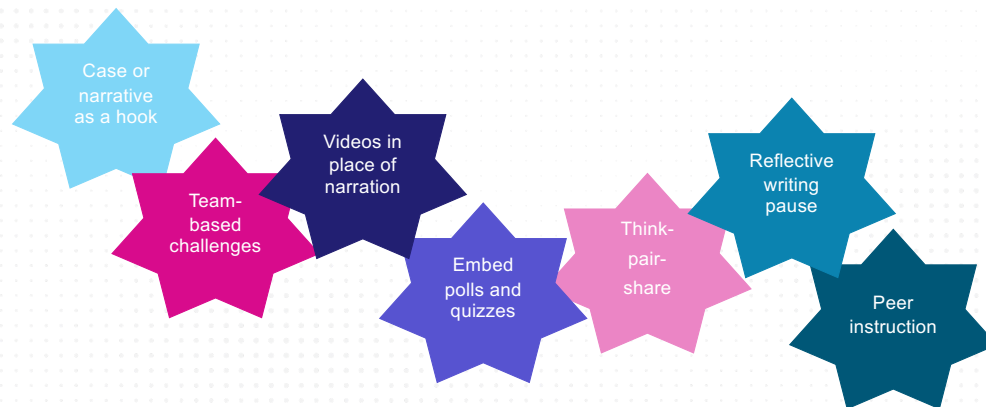 Case or
narrative
as a hook
Team-
based
challenges
Videos in
place of
narration
Embed
polls and
quizzes
Think-
pair-
share
Reflective
writing
pause
Peer
instruction